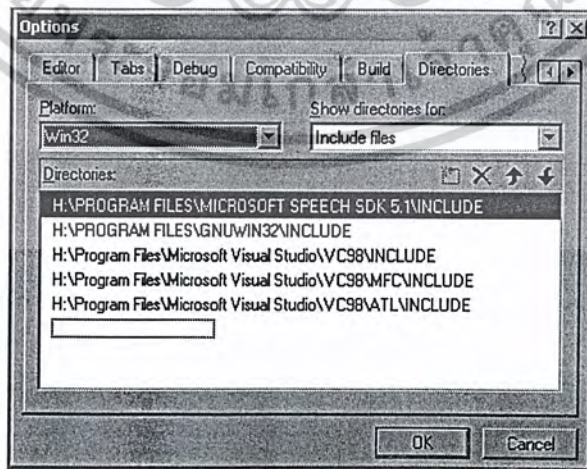 Options
Editor Tabs Debug Compatibility Build Directories
Platform: Show directories for:
Win32 Include files
Directories:
H:\PROGRAM FILES\MICROSOFT SPEECH SDK 5.1\INCLUDE
H:\PROGRAM FILES\GNUWIN32\INCLUDE
H:\Program Files\Microsoft Visual Studio\VC98\INCLUDE
H:\Program Files\Microsoft Visual Studio\VC98\MFC\INCLUDE
H:\Program Files\Microsoft Visual Studio\VC98\ATL\INCLUDE
OK Cancel